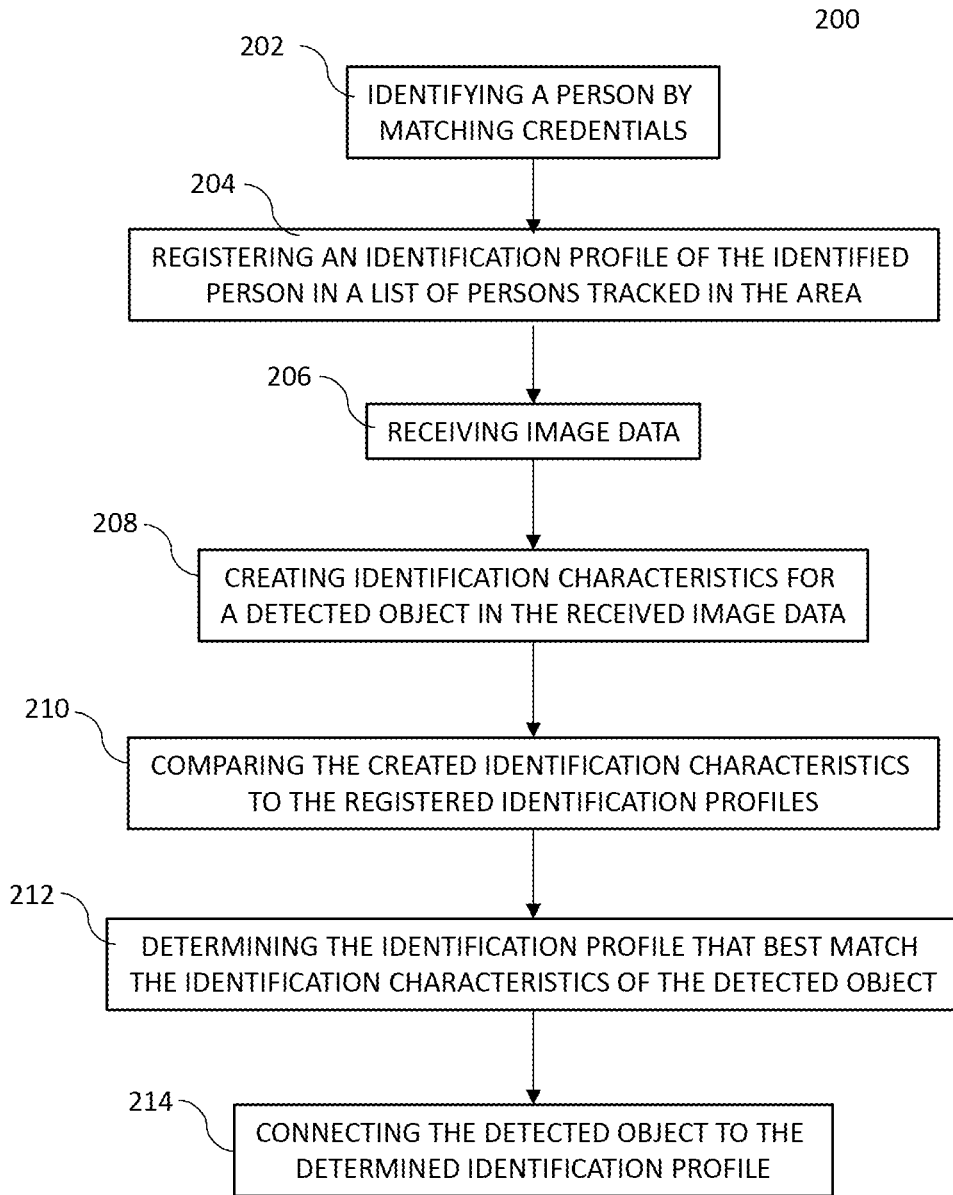 200
202
IDENTIFYING A PERSON BY
MATCHING CREDENTIALS
204
REGISTERING AN IDENTIFICATION PROFILE OF THE IDENTIFIED
PERSON IN A LIST OF PERSONS TRACKED IN THE AREA
206
RECEIVING IMAGE DATA
208
CREATING IDENTIFICATION CHARACTERISTICS FOR
A DETECTED OBJECT IN THE RECEIVED IMAGE DATA
210
COMPARING THE CREATED IDENTIFICATION CHARACTERISTICS
TO THE REGISTERED IDENTIFICATION PROFILES
212
DETERMINING THE IDENTIFICATION PROFILE THAT BEST MATCH
THE IDENTIFICATION CHARACTERISTICS OF THE DETECTED OBJECT
214
CONNECTING THE DETECTED OBJECT TO THE
DETERMINED IDENTIFICATION PROFILE